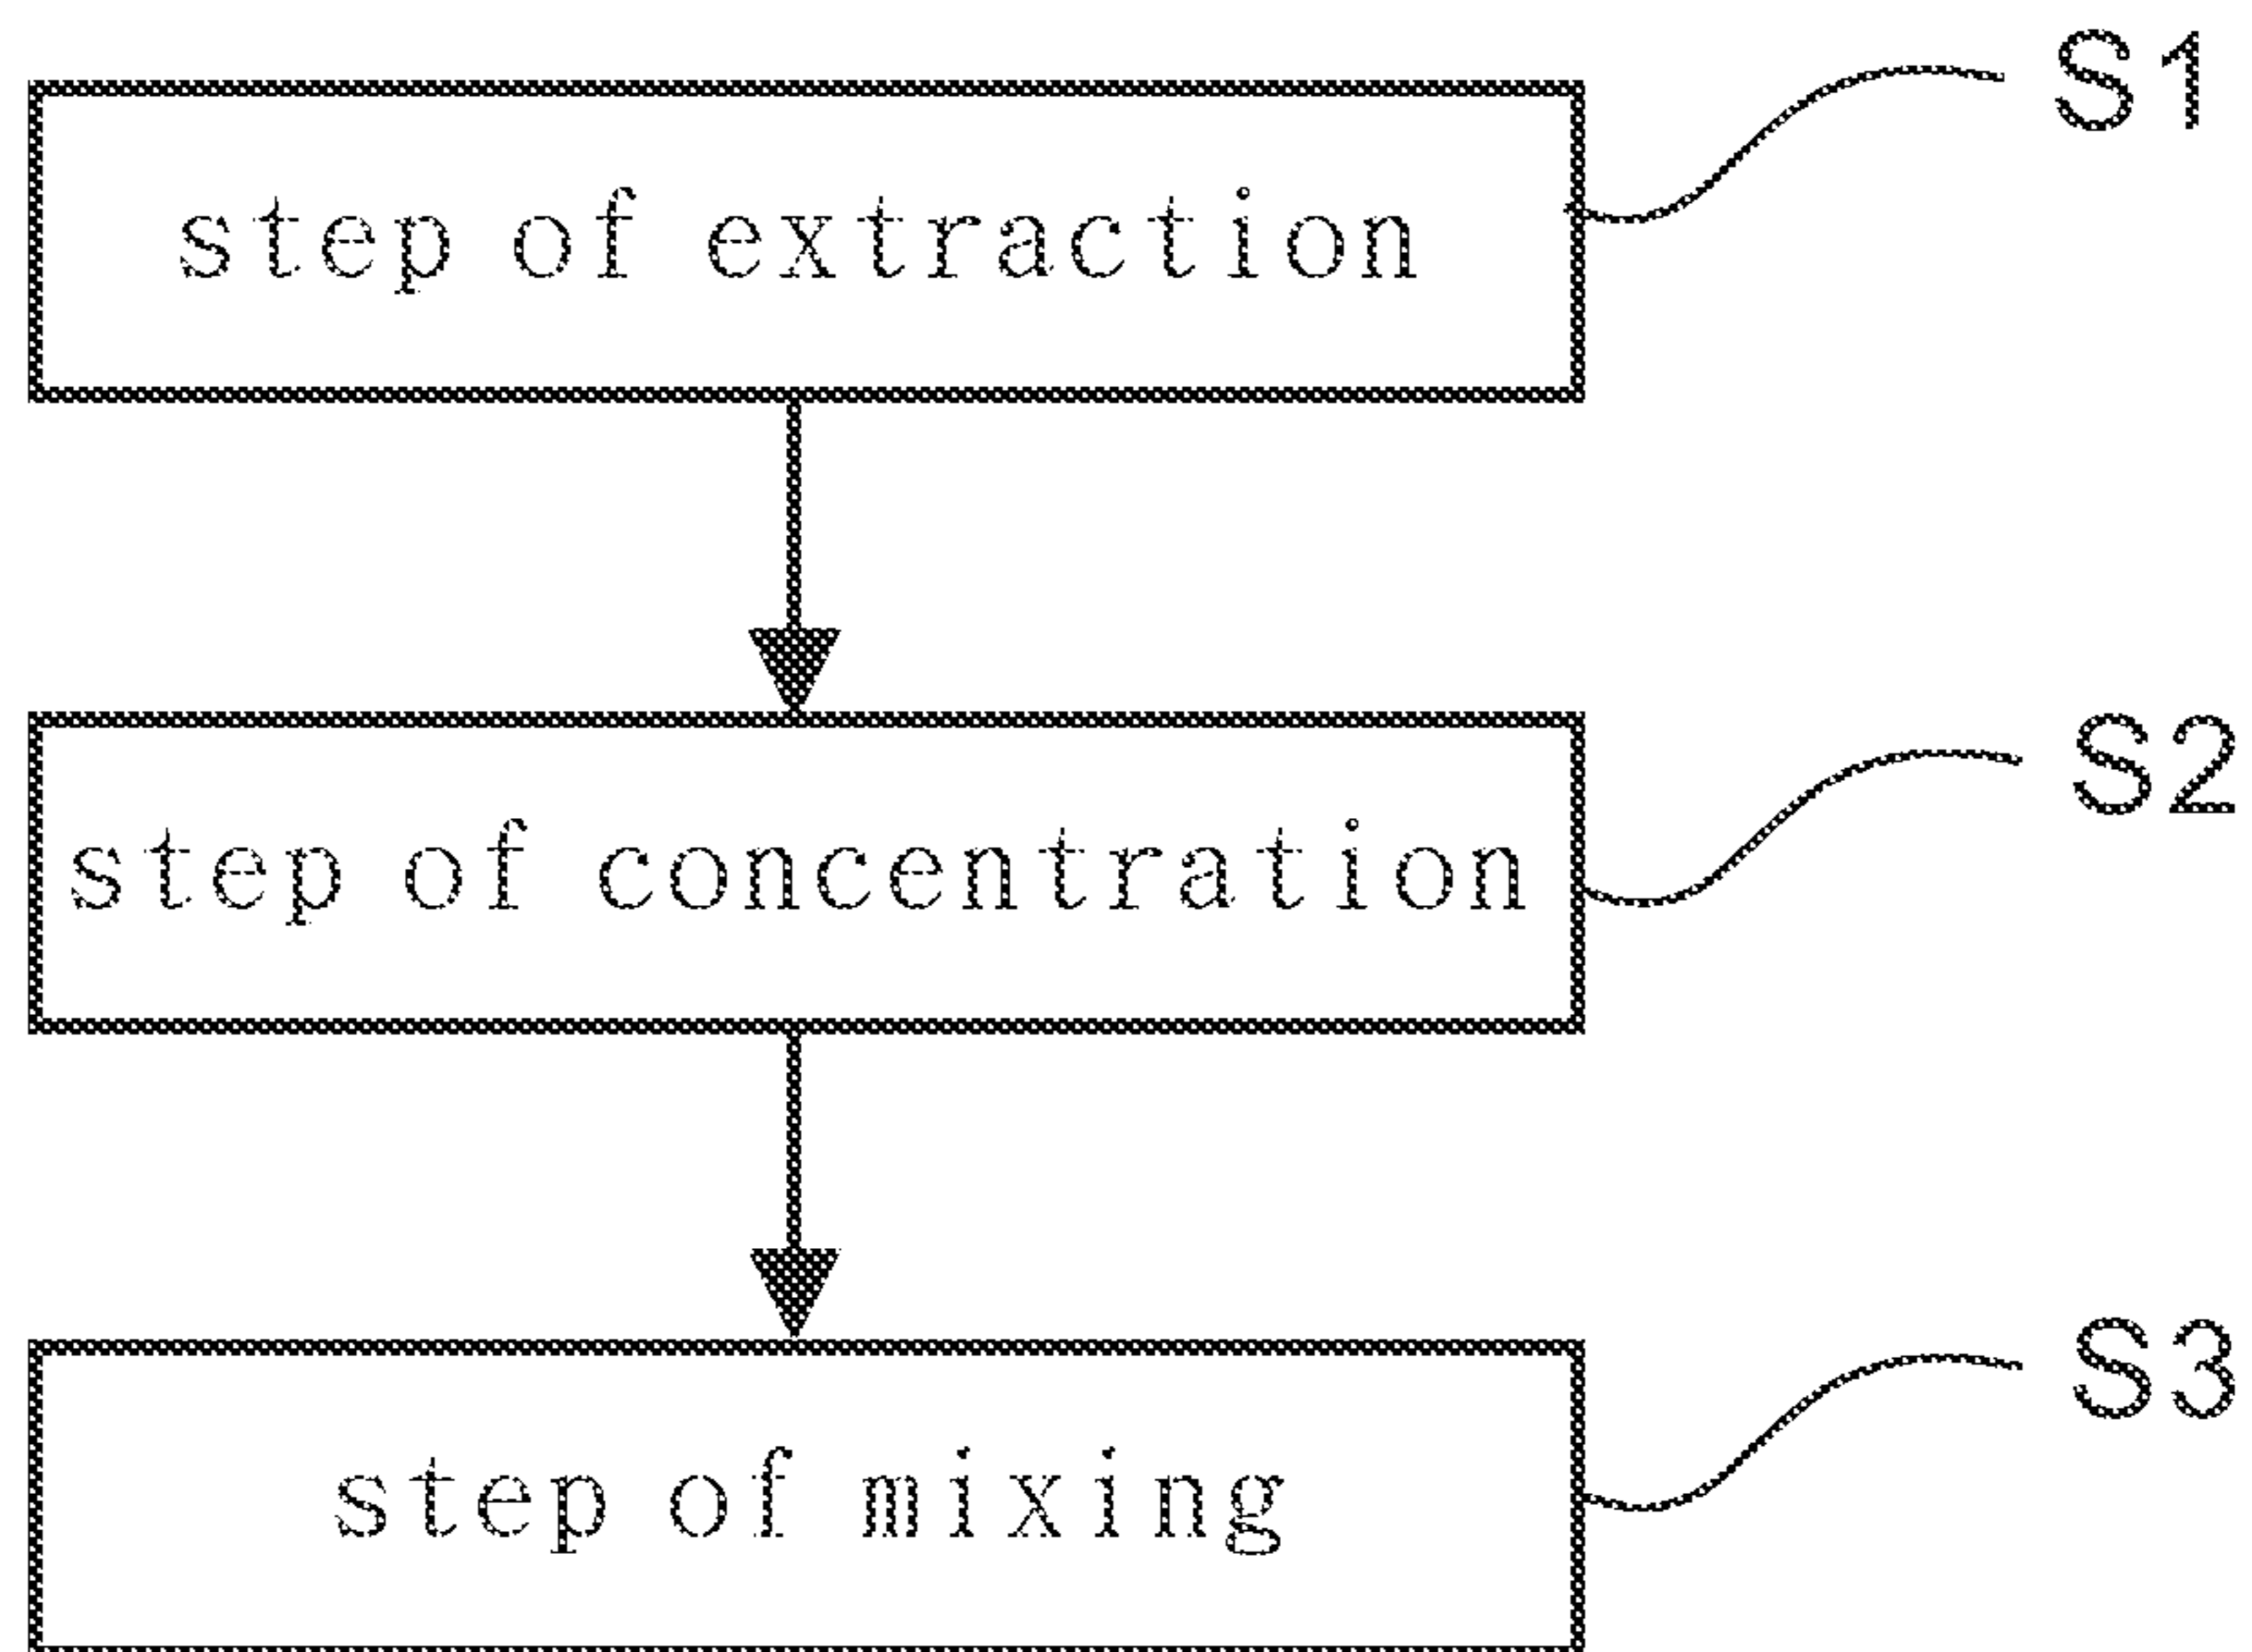 S1
step of extraction
S2
step of concentration
S3
step of mixing